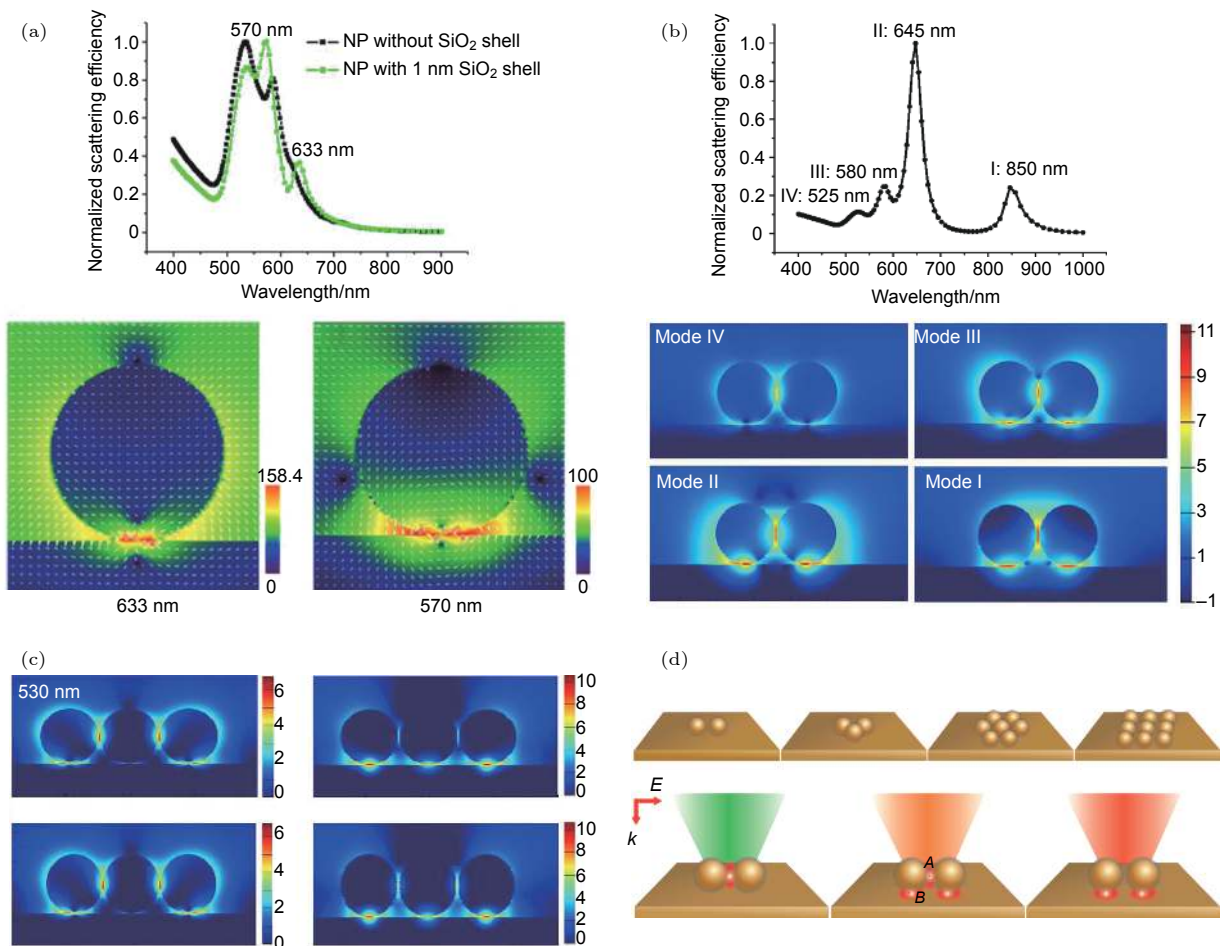 (a)
570 nm
NP without SiO₂ shell
NP with 1 nm SiO₂ shell
633 nm
Normalized scattering efficiency
1.0
0.8
0.6
0.4
0.2
0
400 500 600 700 800 900
Wavelength/nm
158.4
0
633 nm
100
0
570 nm
(b)
II: 645 nm
III: 580 nm
IV: 525 nm
I: 850 nm
Normalized scattering efficiency
1.0
0.8
0.6
0.4
0.2
0
400 500 600 700 800 900 1000
Wavelength/nm
Mode IV
Mode III
Mode II
Mode I
11
9
7
5
3
1
−1
(c)
530 nm
6
4
2
0
10
8
6
4
2
0
6
4
2
0
10
8
6
4
2
0
(d)
E
k
A
B